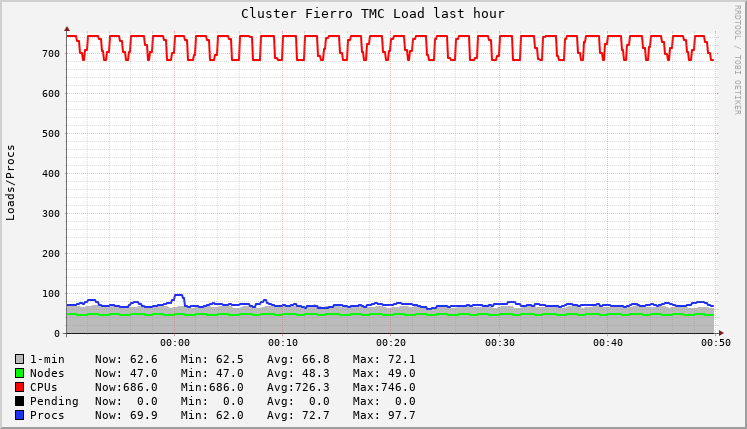 Cluster Fierro TMC Load last hour
RRDTOOL / TOBI OETIKER
Loads/Procs
700
600
500
400
300
200
100
0
00:00 00:10 00:20 00:30 00:40 00:50
1-min Now: 62.6 Min: 62.5 Avg: 66.8 Max: 72.1
Nodes Now: 47.0 Min: 47.0 Avg: 48.3 Max: 49.0
CPUs Now:686.0 Min:686.0 Avg:726.3 Max:746.0
Pending Now: 0.0 Min: 0.0 Avg: 0.0 Max: 0.0
Procs Now: 69.9 Min: 62.0 Avg: 72.7 Max: 97.7